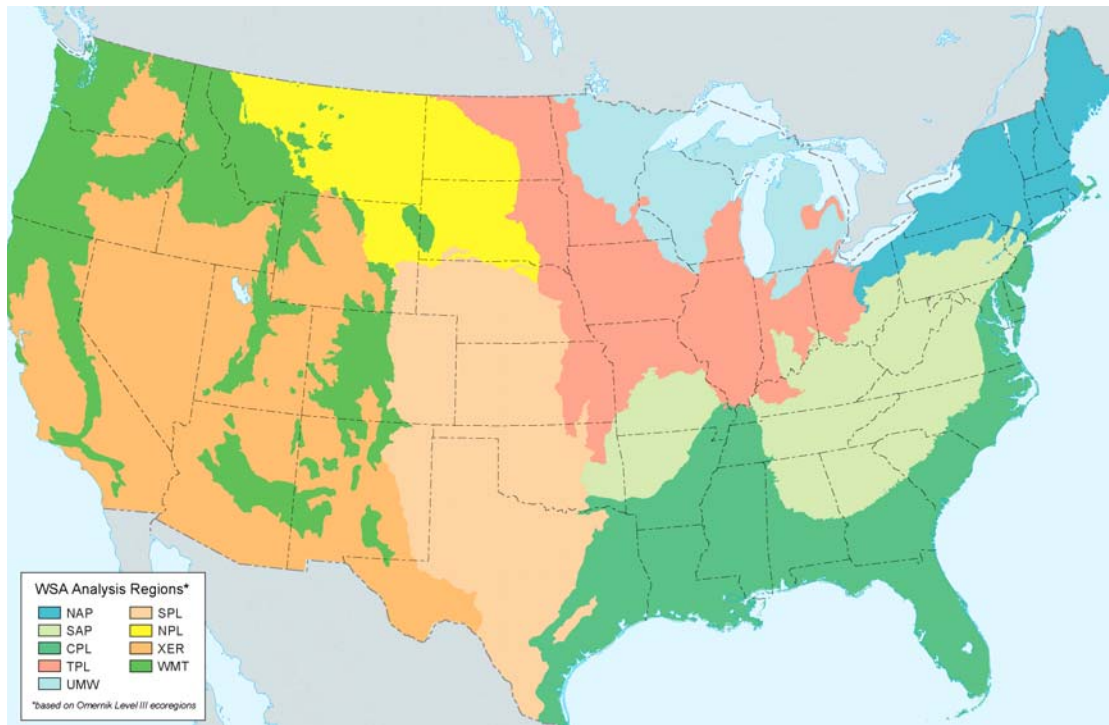 WSA Analysis Regions*
NAP
SAP
CPL
TPL
UMW
SPL
NPL
XER
WMT
*based on Omernik Level III ecoregions